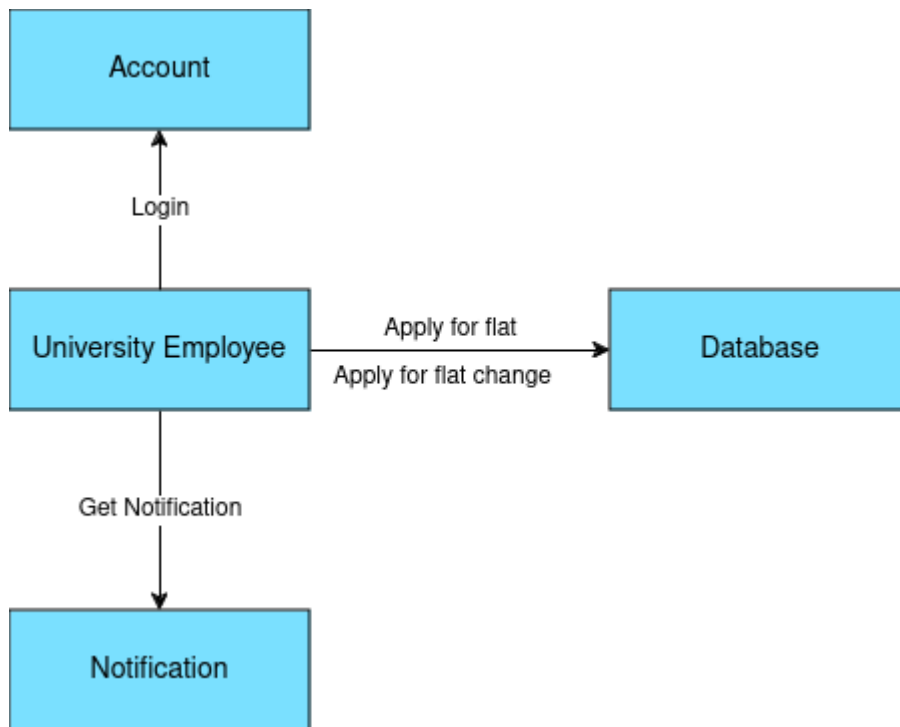 Account
Login
University Employee
Apply for flat
Apply for flat change
Database
Get Notification
Notification